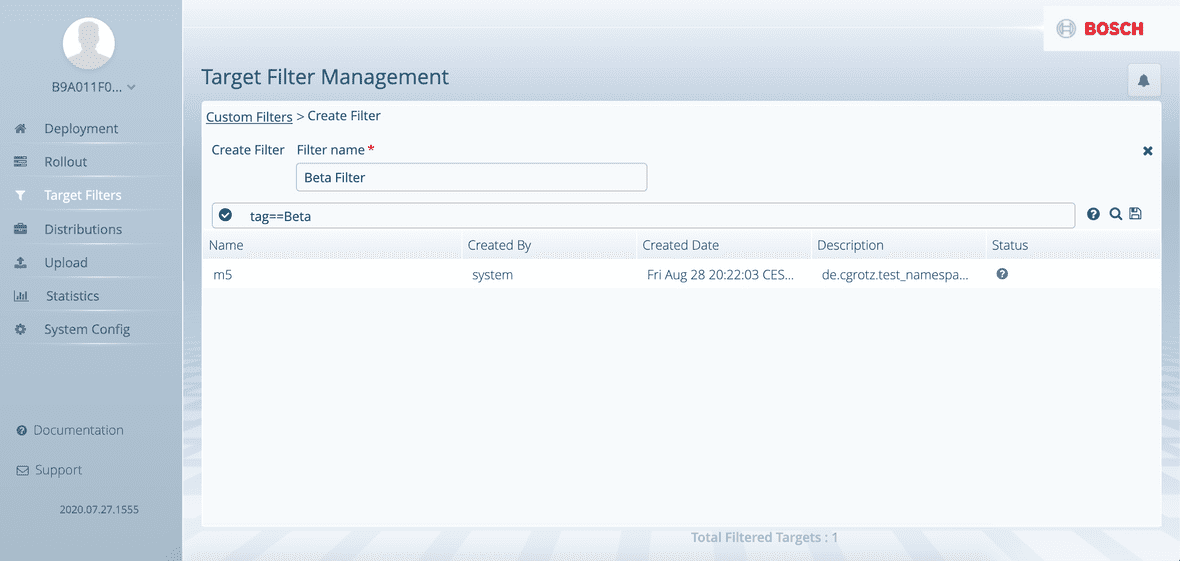 BOSCH
B9A011F0...
Deployment
Rollout
Target Filters
Distributions
Upload
Statistics
System Config
Documentation
Support
2020.07.27.1555
Target Filter Management
Custom Filters > Create Filter
Create Filter Filter name *
Beta Filter
tag==Beta
Name Created By Created Date Description Status
m5 system Fri Aug 28 20:22:03 CES... de.cgrotz.test_namespa...
Total Filtered Targets : 1